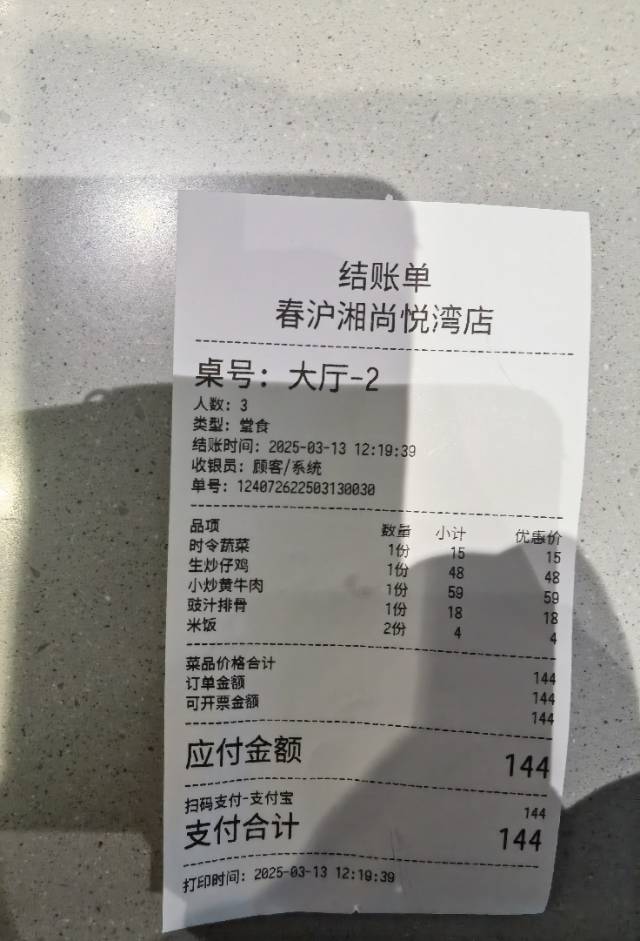 结账单
春沪湘尚悦湾店
桌号：大厅-2
人数：3
类型：堂食
结账时间：2025-03-13 12:19:39
收银员：顾客/系统
单号：124072622503130030
品项 数量 小计 优惠价
时令蔬菜 1份 15 15
生炒仔鸡 1份 48 48
小炒黄牛肉 1份 59 59
豉汁排骨 1份 18 18
米饭 2份 4 4
菜品价格合计 144
订单金额 144
可开票金额 144
应付金额 144
扫码支付-支付宝 144
支付合计 144
打印时间：2025-03-13 12:19:39